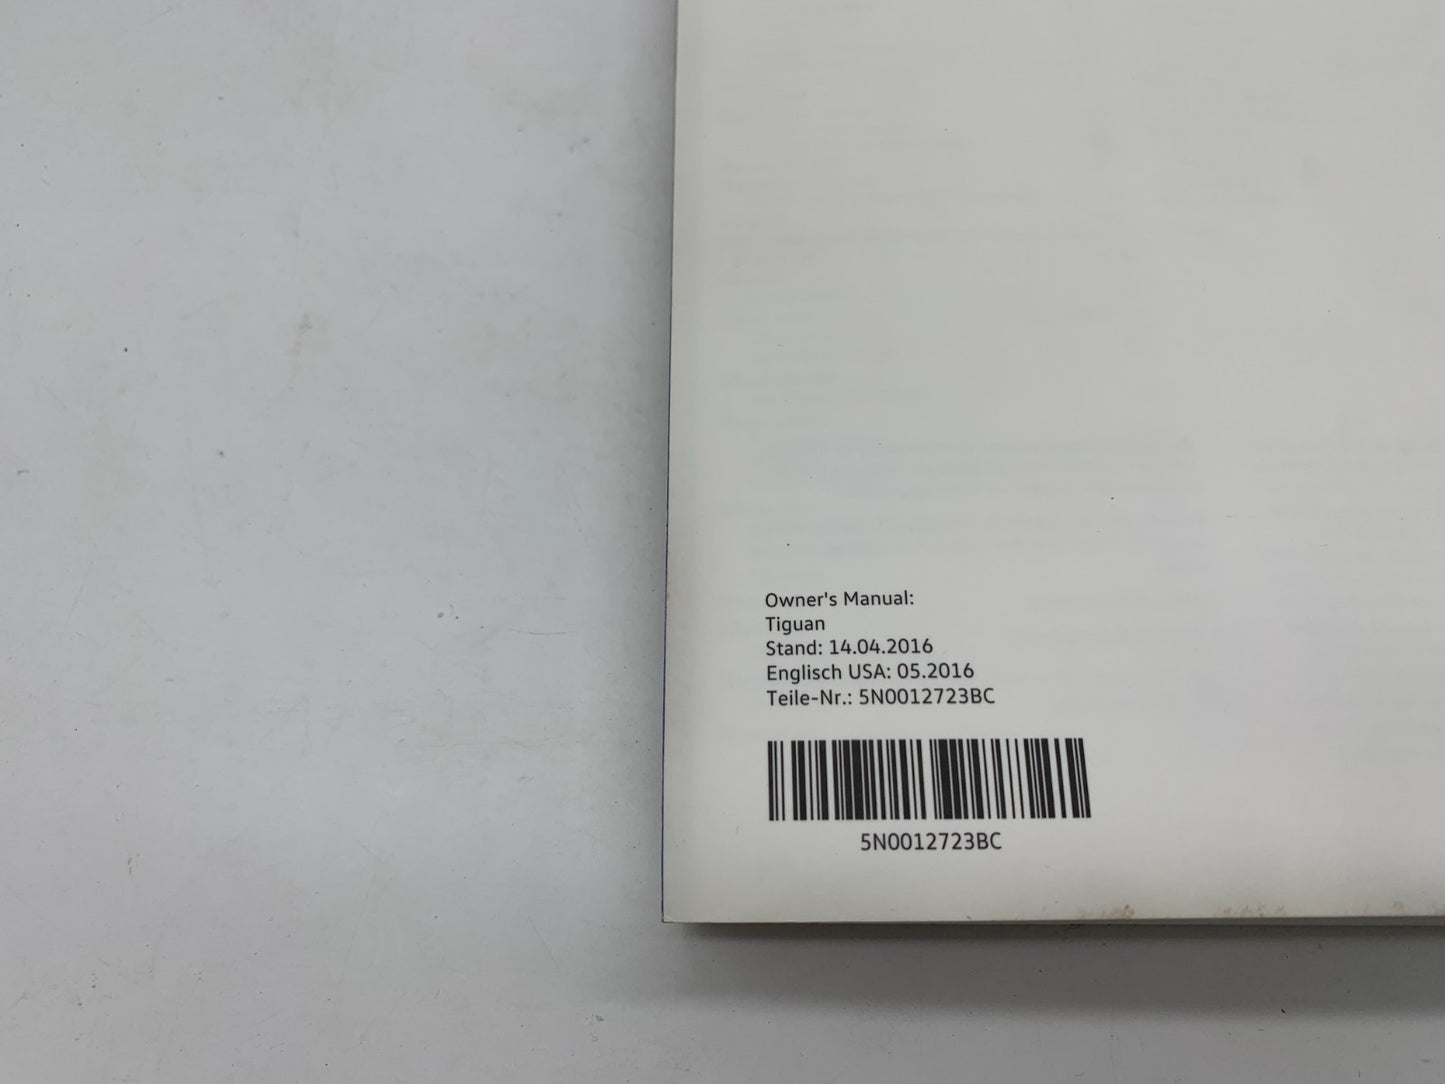 Owner's Manual:
Tiguan
Stand: 14.04.2016
Englisch USA: 05.2016
Teile-Nr.: 5N0012723BC
5N0012723BC